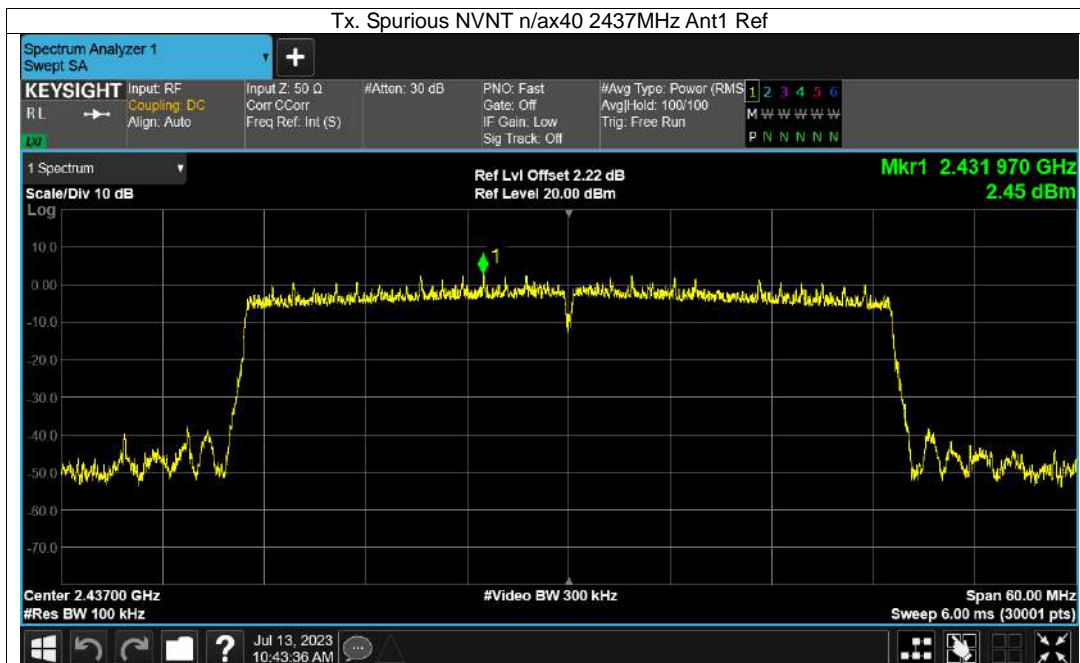 Tx. Spurious NVNT n/ax40 2437MHz Ant1 Ref
Spectrum Analyzer 1
Swept SA
+
KEYSIGHT
RL
LXI
Input: RF
Coupling: DC
Align: Auto
Input Z: 50 Ω
Corr CCorr
Freq Ref: Int (S)
#Atten: 30 dB
PNO: Fast
Gate: Off
IF Gain: Low
Sig Track: Off
#Avg Type: Power (RMS
Avg|Hold: 100/100
Trig: Free Run
1 2 3 4 5 6
M W W W W W
P N N N N N
1 Spectrum
Scale/Div 10 dB
Log
Ref Lvl Offset 2.22 dB
Ref Level 20.00 dBm
Mkr1 2.431 970 GHz
2.45 dBm
1
10.0
0.00
-10.0
-20.0
-30.0
-40.0
-50.0
-60.0
-70.0
Center 2.43700 GHz
#Res BW 100 kHz
#Video BW 300 kHz
Span 60.00 MHz
Sweep 6.00 ms (30001 pts)
?
Jul 13, 2023
10:43:36 AM